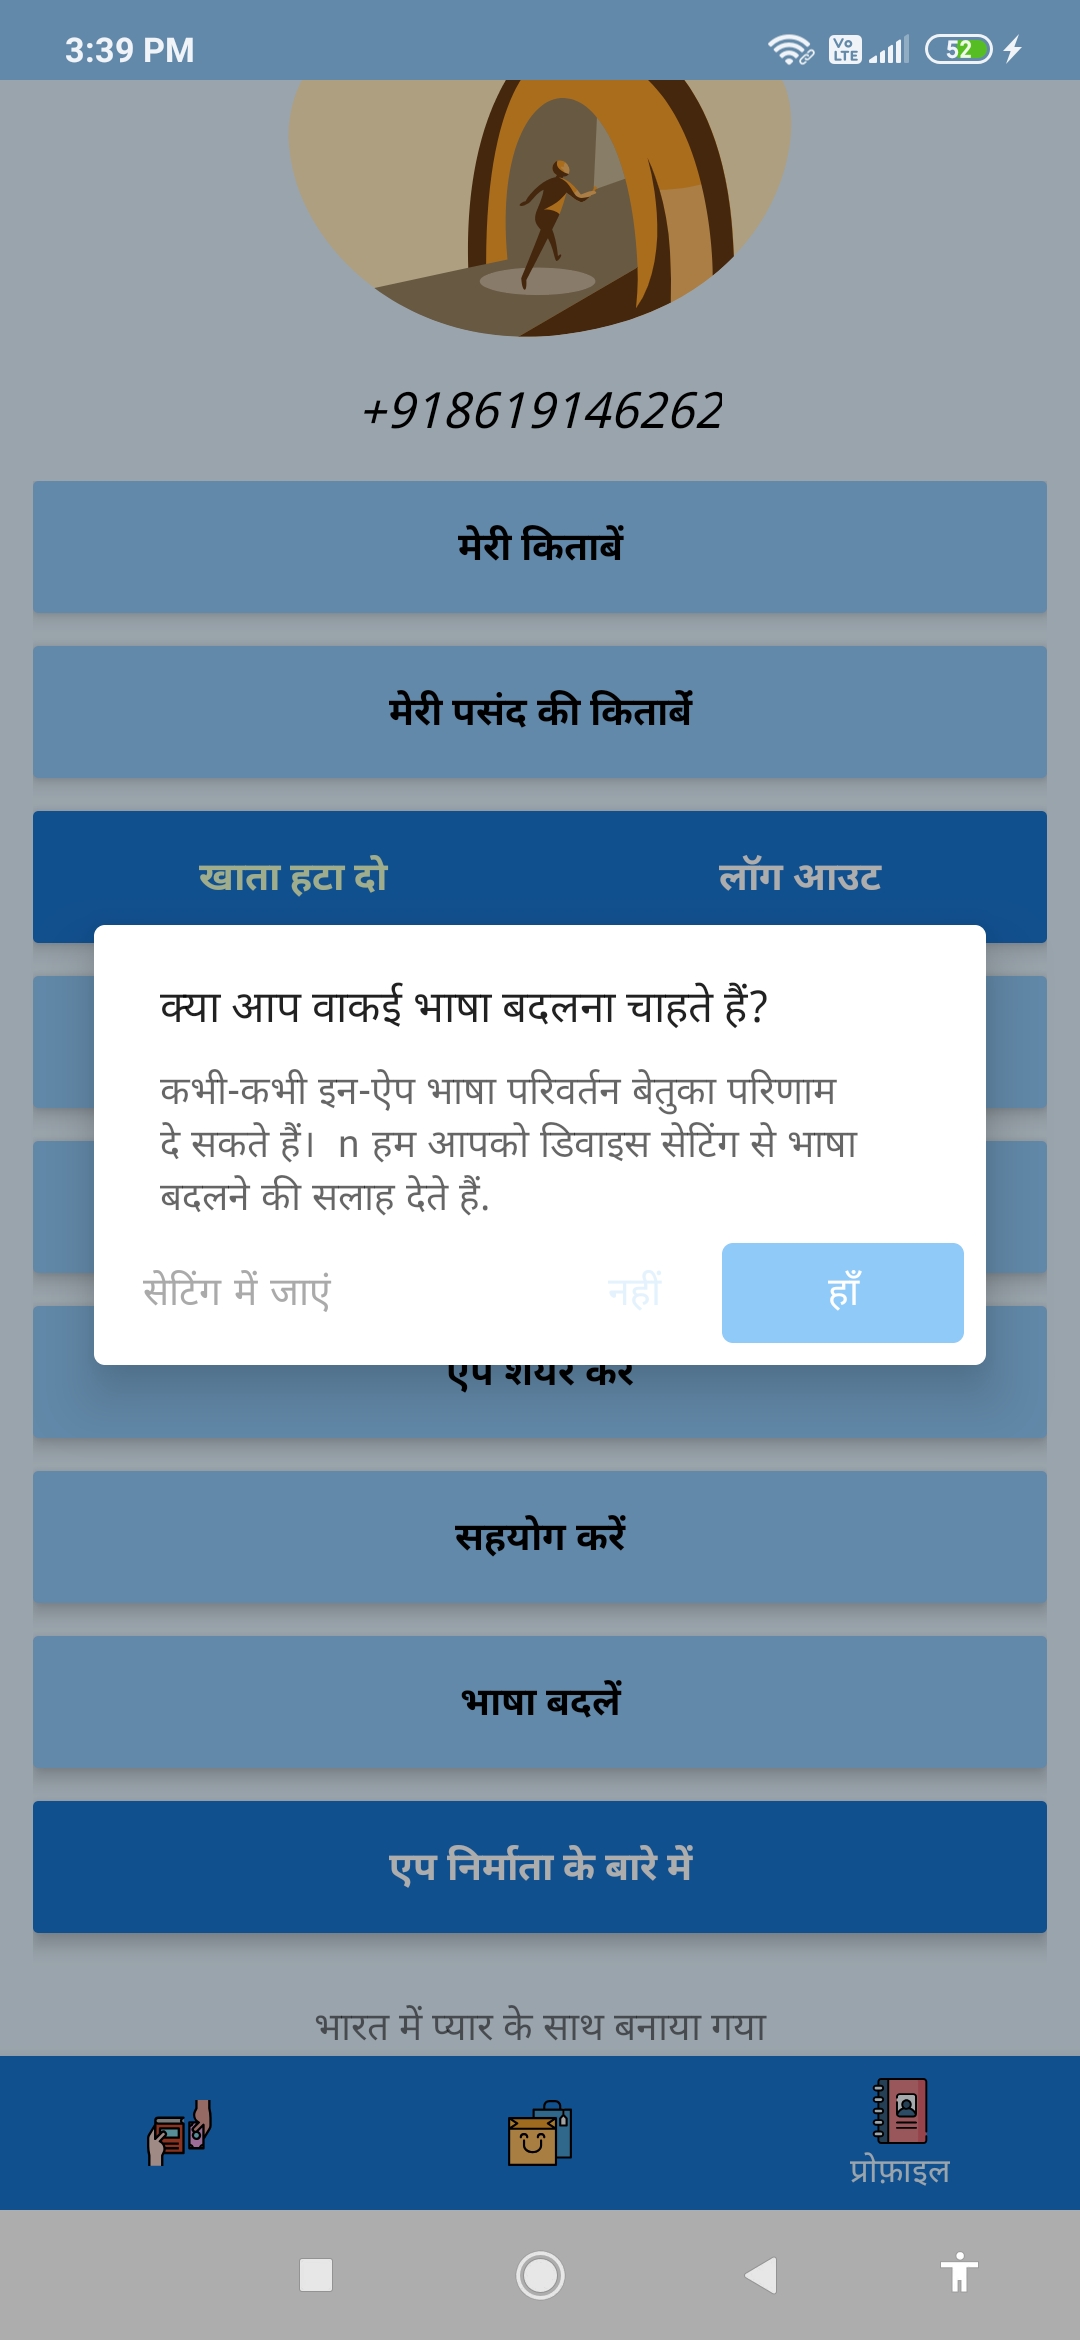 3:39 PM
Vo LTE
52
+918619146262
मेरी किताबें
मेरी पसंद की किताबें
खाता हटा दो
लॉग आउट
क्या आप वाकई भाषा बदलना चाहते हैं?
कभी-कभी इन-ऐप भाषा परिवर्तन बेतुका परिणाम
दे सकते हैं। n हम आपको डिवाइस सेटिंग से भाषा
बदलने की सलाह देते हैं.
सेटिंग में जाएं
नहीं
हाँ
एप शेयर करें
सहयोग करें
भाषा बदलें
एप निर्माता के बारे में
भारत में प्यार के साथ बनाया गया
प्रोफ़ाइल